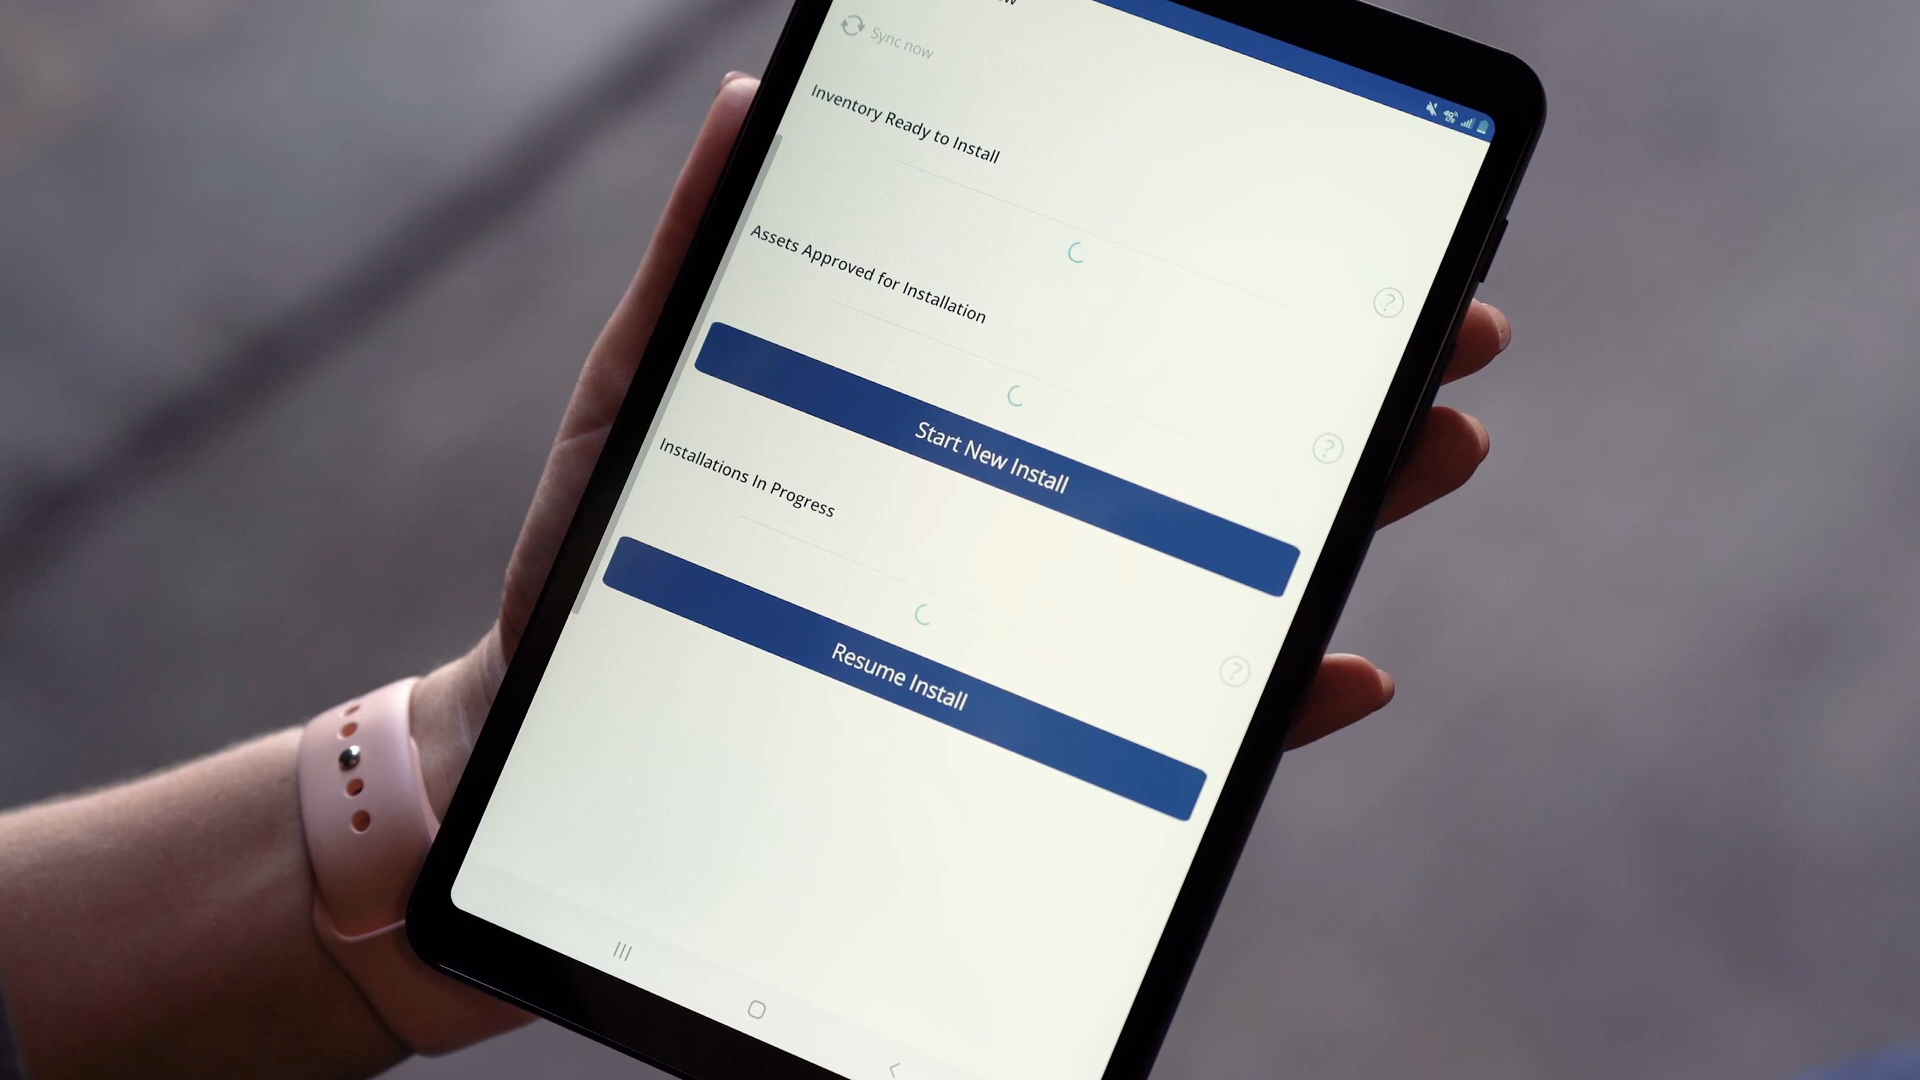 Sync now
Inventory Ready to Install
?
Assets Approved for Installation
?
Start New Install
Installations In Progress
?
Resume Install